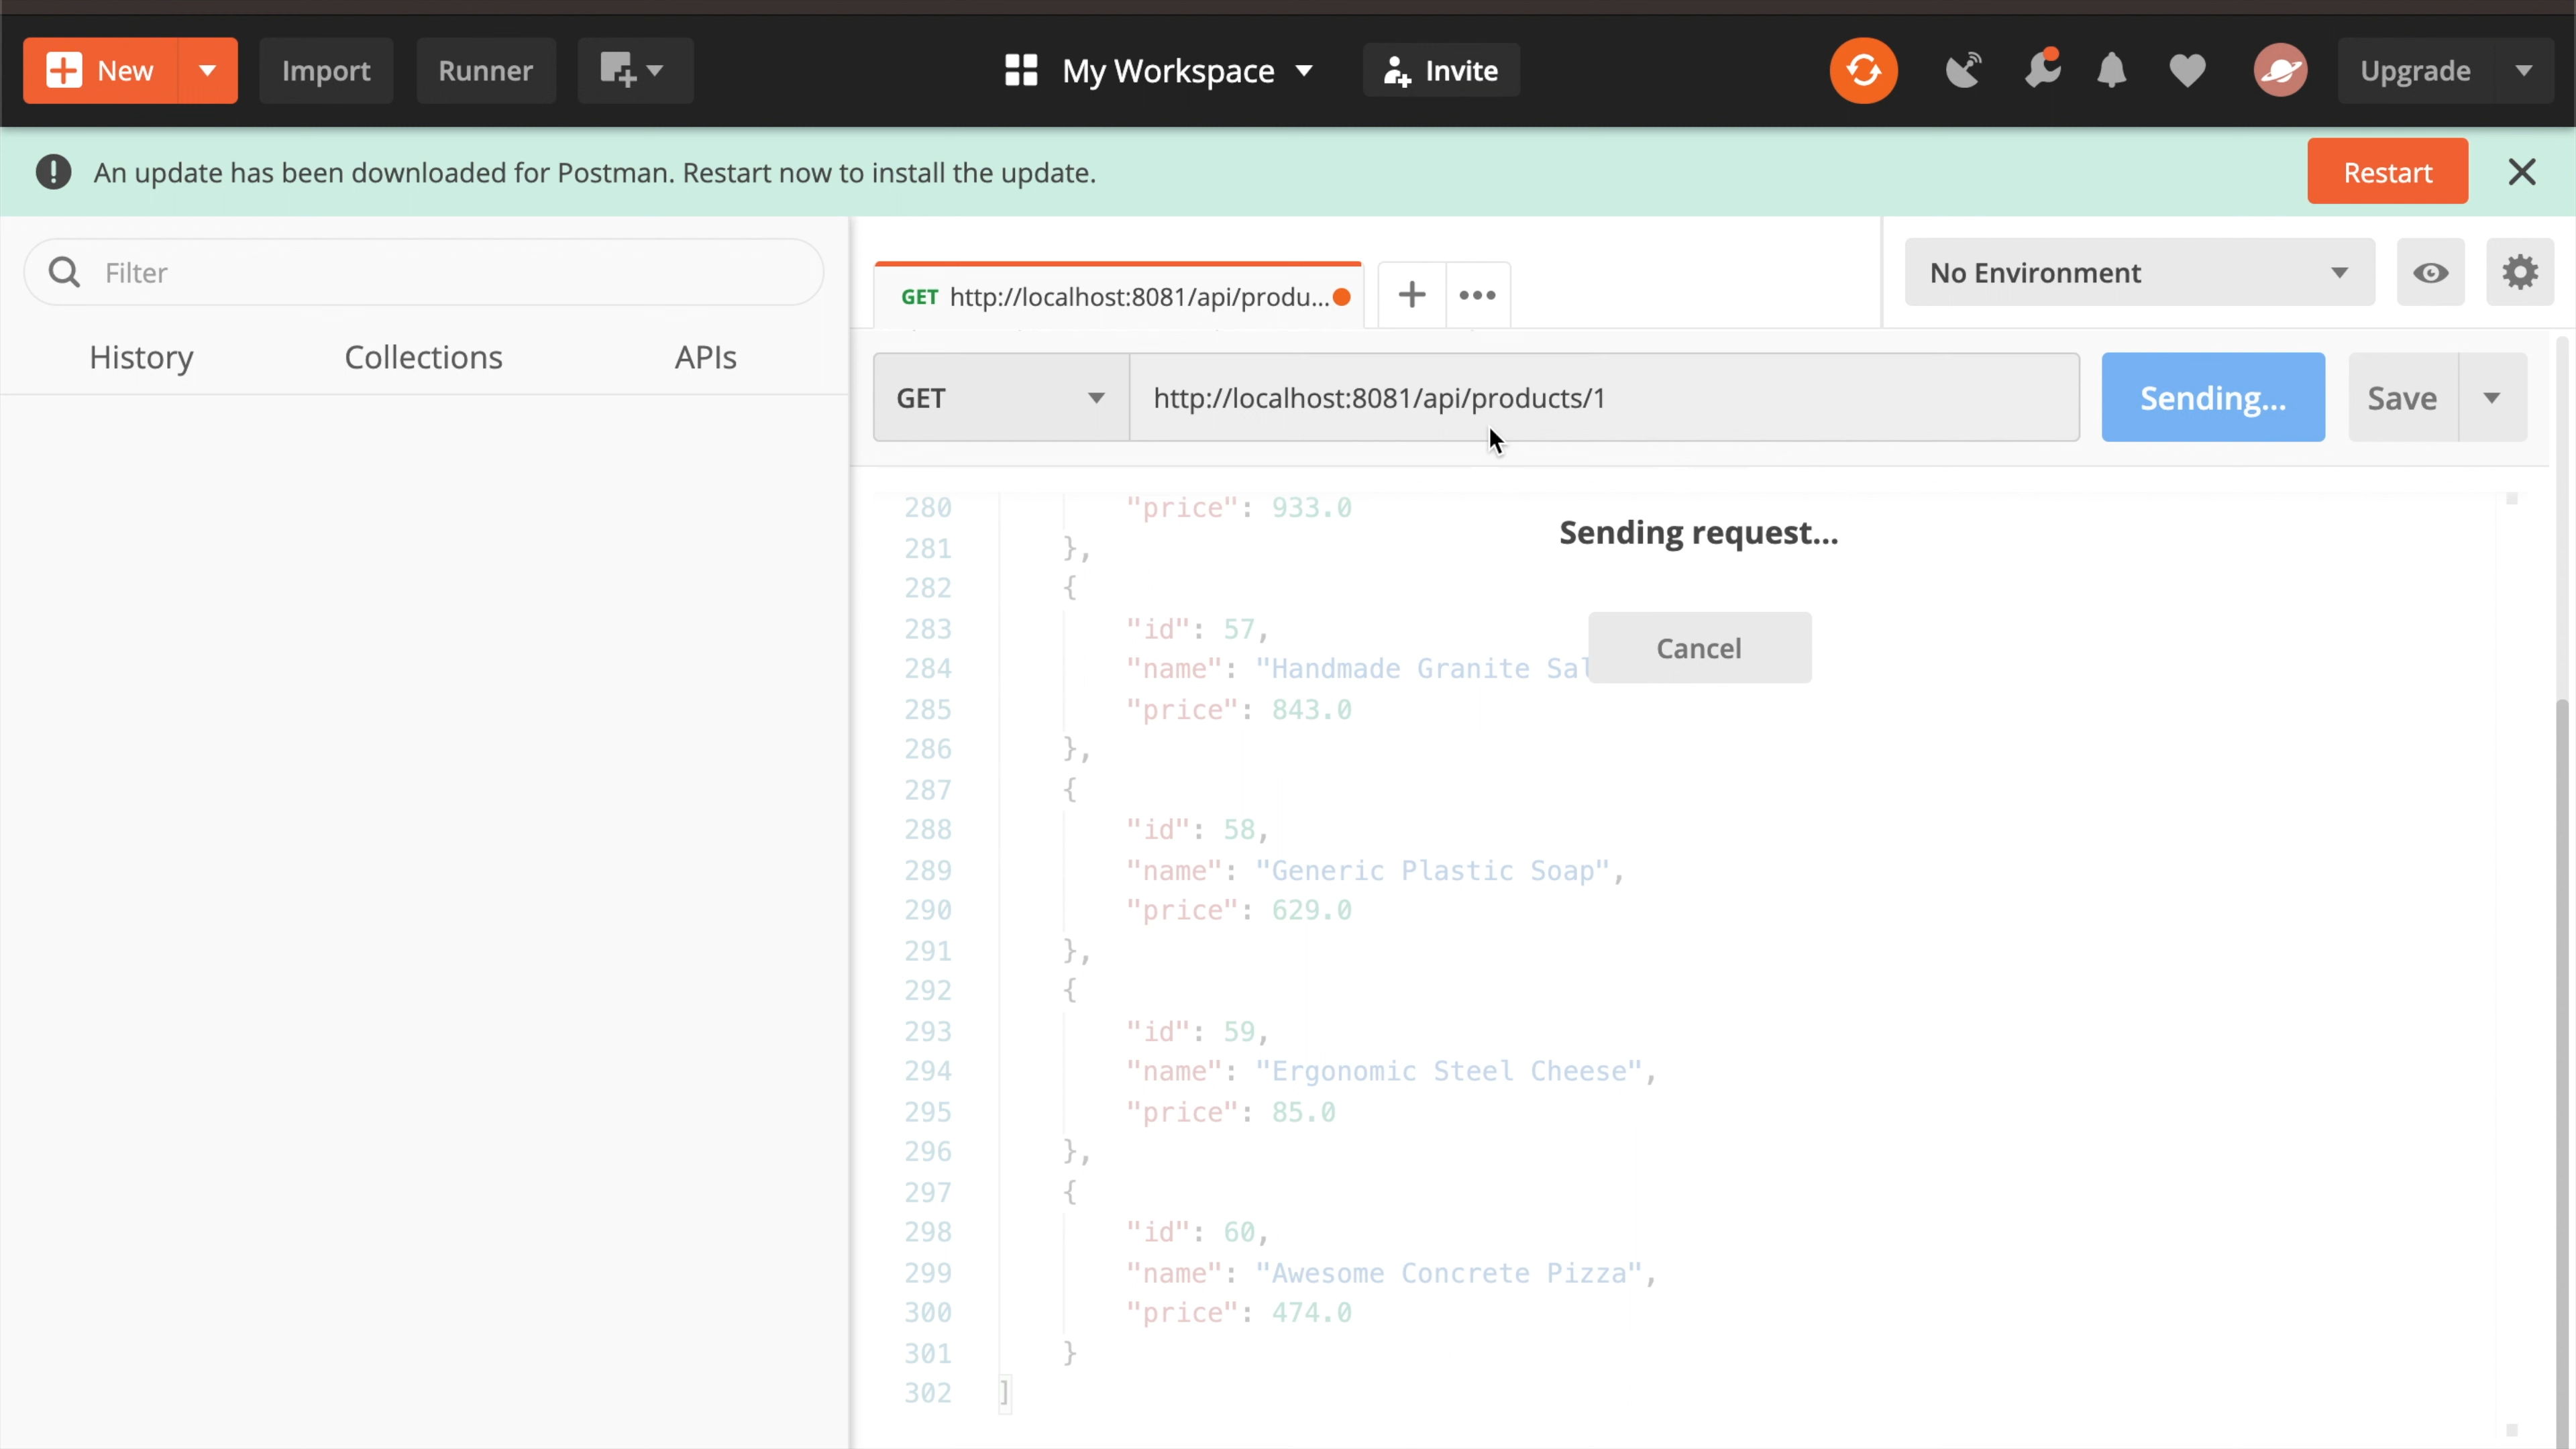 New Import Runner My Workspace Invite Upgrade
An update has been downloaded for Postman. Restart now to install the update. Restart
Filter
History Collections APIs
GET http://localhost:8081/api/produ...
No Environment
GET http://localhost:8081/api/products/1 Sending... Save
Sending request...
Cancel
280 "price": 933.0
281 },
282 {
283 "id": 57,
284 "name": "Handmade Granite
285 "price": 843.0
286 },
287 {
288 "id": 58,
289 "name": "Generic Plastic Soap",
290 "price": 629.0
291 },
292 {
293 "id": 59,
294 "name": "Ergonomic Steel Cheese",
295 "price": 85.0
296 },
297 {
298 "id": 60,
299 "name": "Awesome Concrete Pizza",
300 "price": 474.0
301 }
302 ]